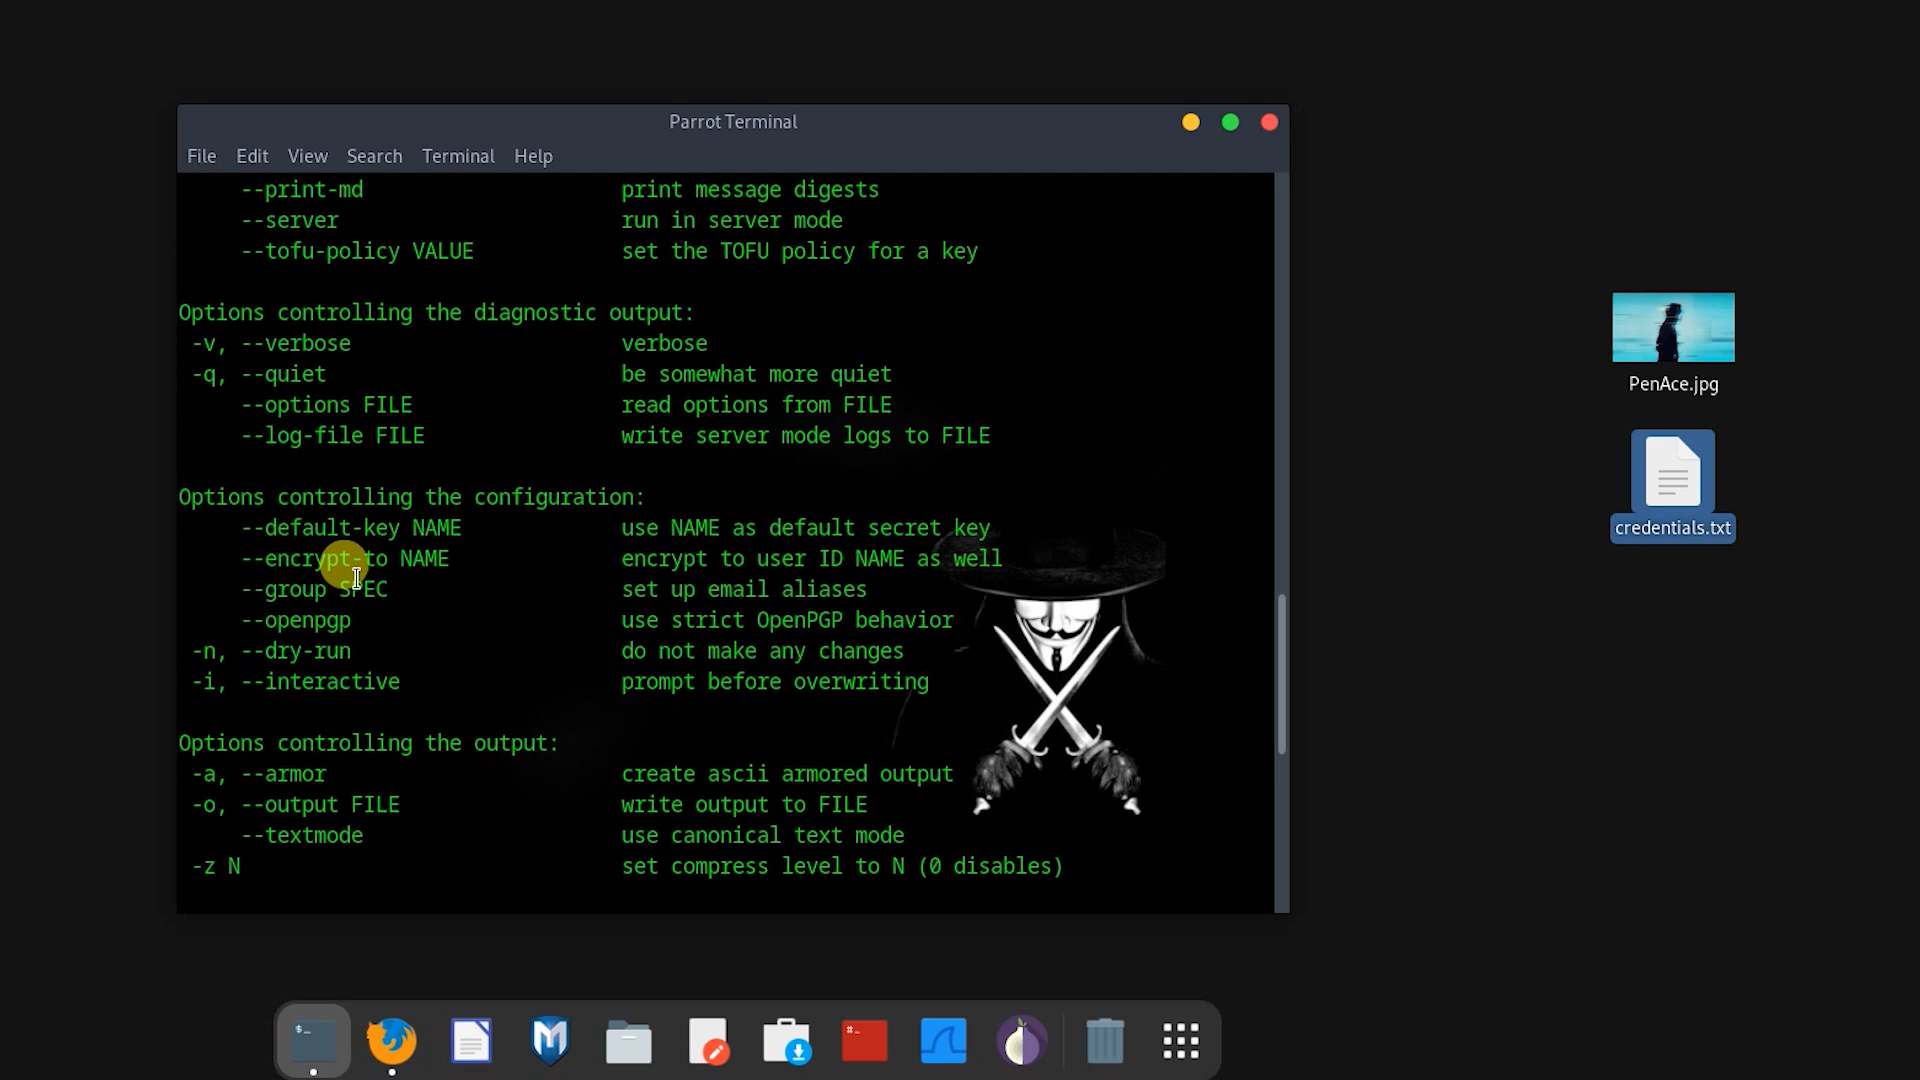 Parrot Terminal
File Edit View Search Terminal Help
--print-md print message digests
--server run in server mode
--tofu-policy VALUE set the TOFU policy for a key
Options controlling the diagnostic output:
-v, --verbose verbose
-q, --quiet be somewhat more quiet
--options FILE read options from FILE
--log-file FILE write server mode logs to FILE
Options controlling the configuration:
--default-key NAME use NAME as default secret key
--encrypt-to NAME encrypt to user ID NAME as well
--group SPEC set up email aliases
--openpgp use strict OpenPGP behavior
-n, --dry-run do not make any changes
-i, --interactive prompt before overwriting
Options controlling the output:
-a, --armor create ascii armored output
-o, --output FILE write output to FILE
--textmode use canonical text mode
-z N set compress level to N (0 disables)
PenAce.jpg
credentials.txt
$_
M
#_